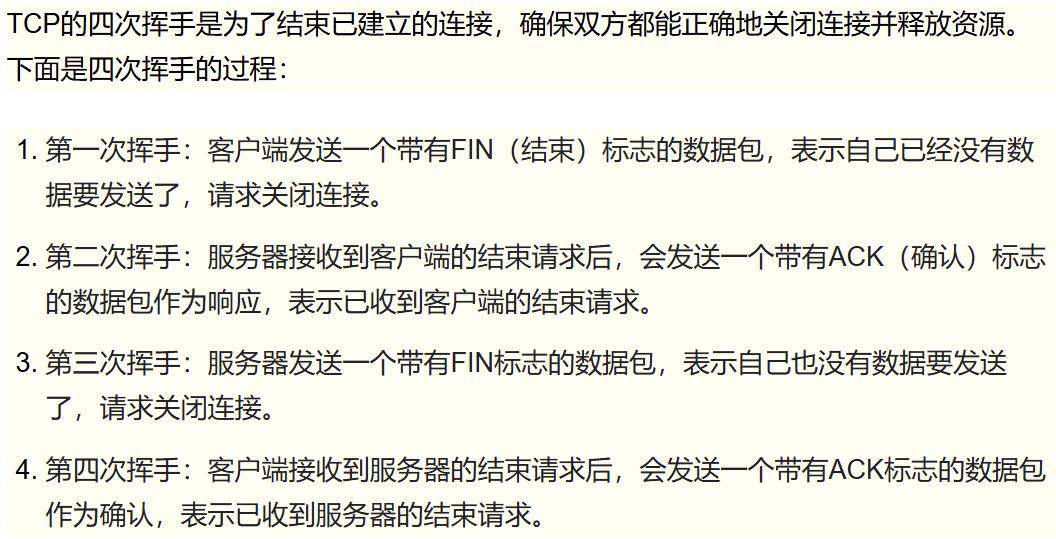 TCP的四次挥手是为了结束已建立的连接，确保双方都能正确地关闭连接并释放资源。
下面是四次挥手的过程：
1. 第一次挥手：客户端发送一个带有FIN（结束）标志的数据包，表示自己已经没有数
据要发送了，请求关闭连接。
2. 第二次挥手：服务器接收到客户端的结束请求后，会发送一个带有ACK（确认）标志
的数据包作为响应，表示已收到客户端的结束请求。
3. 第三次挥手：服务器发送一个带有FIN标志的数据包，表示自己也没有数据要发送
了，请求关闭连接。
4. 第四次挥手：客户端接收到服务器的结束请求后，会发送一个带有ACK标志的数据包
作为确认，表示已收到服务器的结束请求。